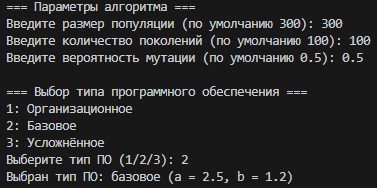 === Параметры алгоритма ===
Введите размер популяции (по умолчанию 300): 300
Введите количество поколений (по умолчанию 100): 100
Введите вероятность мутации (по умолчанию 0.5): 0.5
=== Выбор типа программного обеспечения ===
1: Организационное
2: Базовое
3: Усложнённое
Выберите тип ПО (1/2/3): 2
Выбран тип ПО: базовое (a = 2.5, b = 1.2)